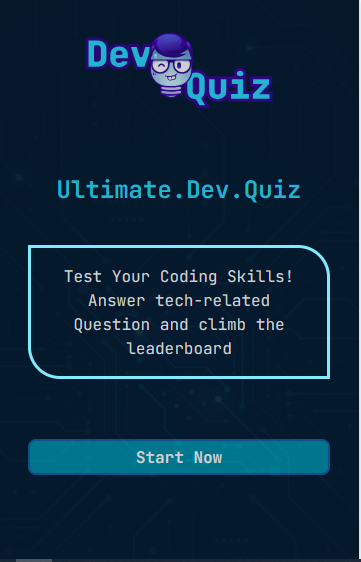 Dev
Quiz
Ultimate.Dev.Quiz
Test Your Coding Skills!
Answer tech-related
Question and climb the
leaderboard
Start Now